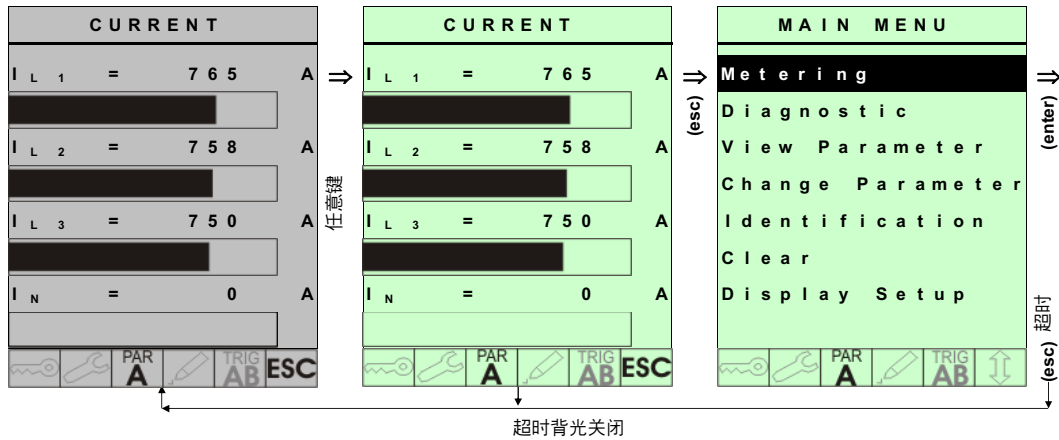 CURRENT
IL1 = 765 A
IL2 = 758 A
IL3 = 750 A
IN = 0 A
PAR A TRIG AB ESC
⇒
任意键
CURRENT
IL1 = 765 A
IL2 = 758 A
IL3 = 750 A
IN = 0 A
PAR A TRIG AB ESC
⇒
(esc)
MAIN MENU
Metering
Diagnostic
View Parameter
Change Parameter
Identification
Clear
Display Setup
PAR A TRIG AB
⇒
(enter)
(esc) 超时
超时背光关闭